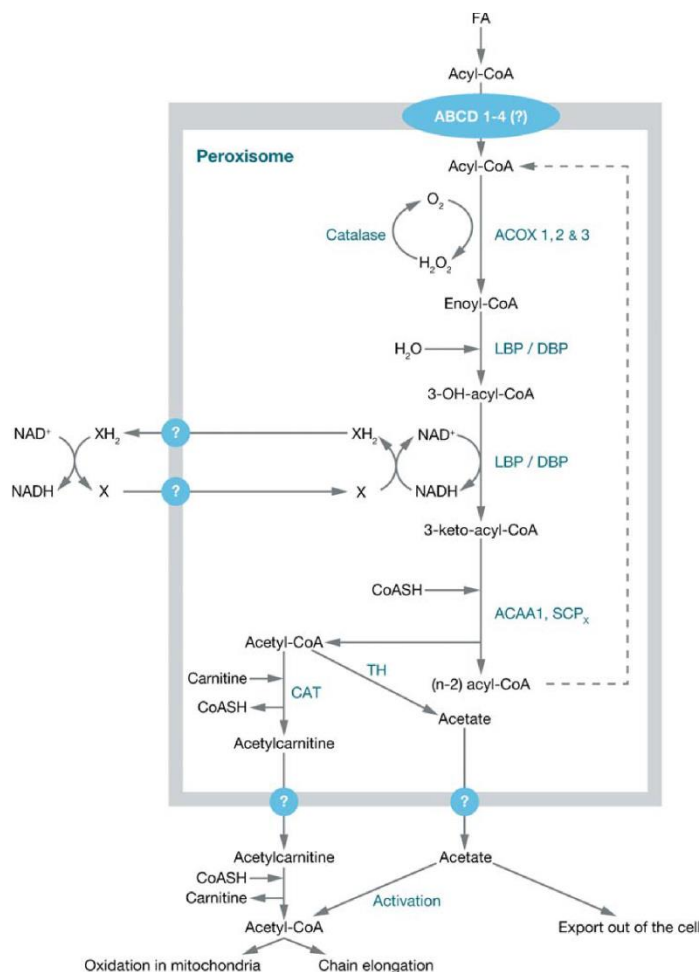 FA
Acyl-CoA
ABCD 1-4 (?)
Peroxisome
Acyl-CoA
O₂
Catalase
ACOX 1, 2 & 3
H₂O₂
Enoyl-CoA
H₂O
LBP / DBP
3-OH-acyl-CoA
NAD⁺
XH₂
?
XH₂
NAD⁺
LBP / DBP
NADH
X
?
X
NADH
3-keto-acyl-CoA
CoASH
ACAA1, SCPₓ
Acetyl-CoA
TH
Carnitine
(n-2) acyl-CoA
CAT
CoASH
Acetate
Acetylcarnitine
?
?
Acetylcarnitine
Acetate
CoASH
Carnitine
Activation
Acetyl-CoA
Export out of the cell
Oxidation in mitochondria
Chain elongation